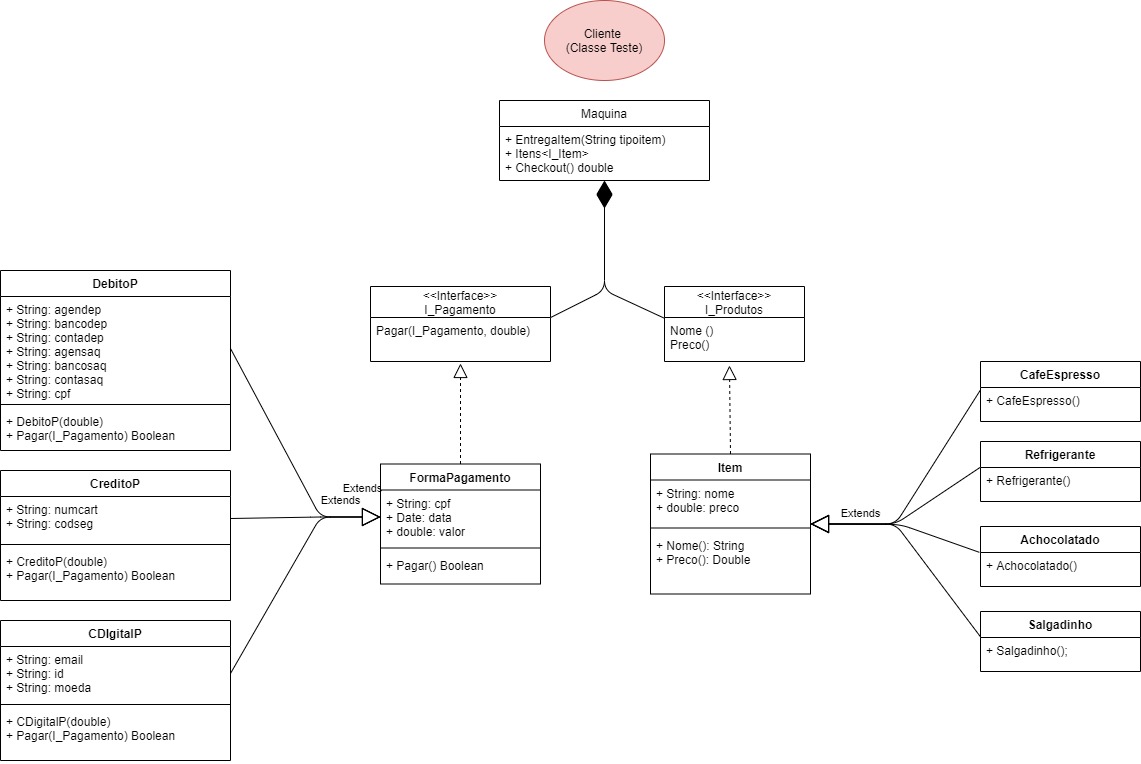 Cliente
(Classe Teste)
Maquina
+ EntregaItem(String tipoitem)
+ Itens<I_Item>
+ Checkout() double
<<Interface>>
I_Pagamento
Pagar(I_Pagamento, double)
<<Interface>>
I_Produtos
Nome ()
Preco()
DebitoP
+ String: agendep
+ String: bancodep
+ String: contadep
+ String: agensaq
+ String: bancosaq
+ String: contasaq
+ String: cpf
+ DebitoP(double)
+ Pagar(I_Pagamento) Boolean
CreditoP
+ String: numcart
+ String: codseg
+ CreditoP(double)
+ Pagar(I_Pagamento) Boolean
CDIgitalP
+ String: email
+ String: id
+ String: moeda
+ CDigitalP(double)
+ Pagar(I_Pagamento) Boolean
Extends
Extends
FormaPagamento
+ String: cpf
+ Date: data
+ double: valor
+ Pagar() Boolean
Item
+ String: nome
+ double: preco
+ Nome(): String
+ Preco(): Double
Extends
CafeEspresso
+ CafeEspresso()
Refrigerante
+ Refrigerante()
Achocolatado
+ Achocolatado()
Salgadinho
+ Salgadinho();